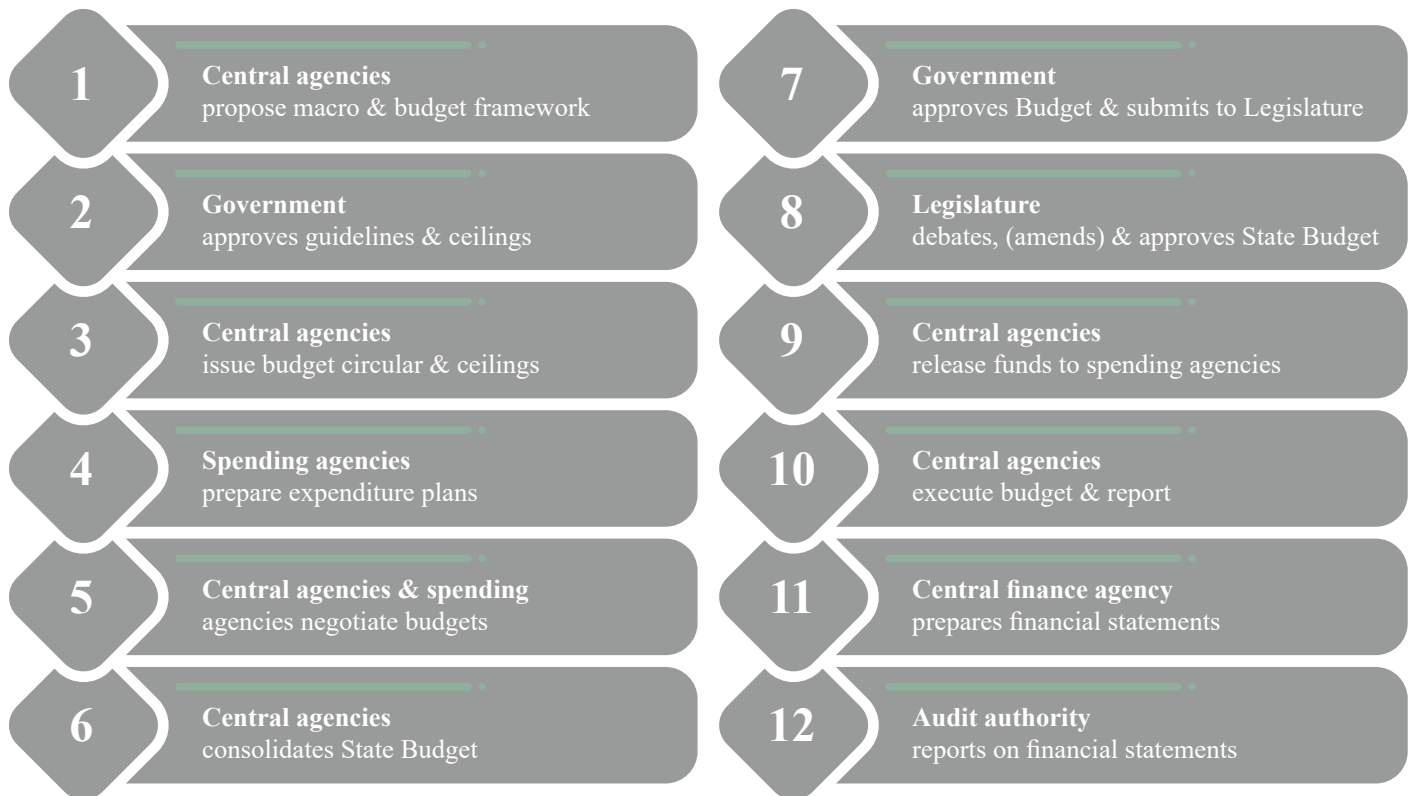 1
Central agencies
propose macro & budget framework
2
Government
approves guidelines & ceilings
3
Central agencies
issue budget circular & ceilings
4
Spending agencies
prepare expenditure plans
5
Central agencies & spending
agencies negotiate budgets
6
Central agencies
consolidates State Budget
7
Government
approves Budget & submits to Legislature
8
Legislature
debates, (amends) & approves State Budget
9
Central agencies
release funds to spending agencies
10
Central agencies
execute budget & report
11
Central finance agency
prepares financial statements
12
Audit authority
reports on financial statements